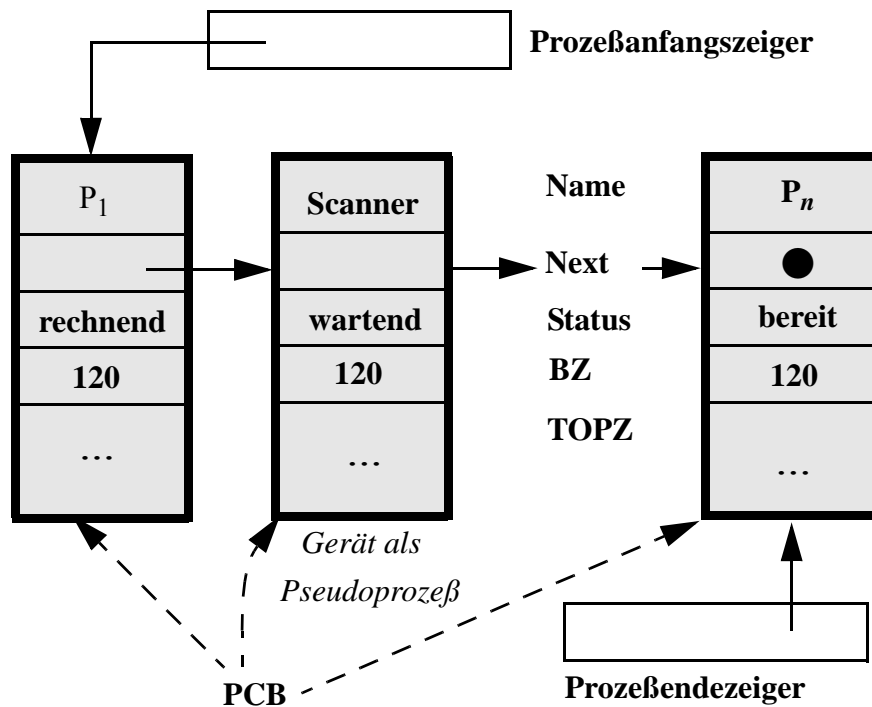 Prozeßanfangszeiger
P1
rechnend
120
...
Scanner
wartend
120
...
Name
Next
Status
BZ
TOPZ
Pn
bereit
120
...
Gerät als
Pseudoprozeß
PCB
Prozeßendezeiger